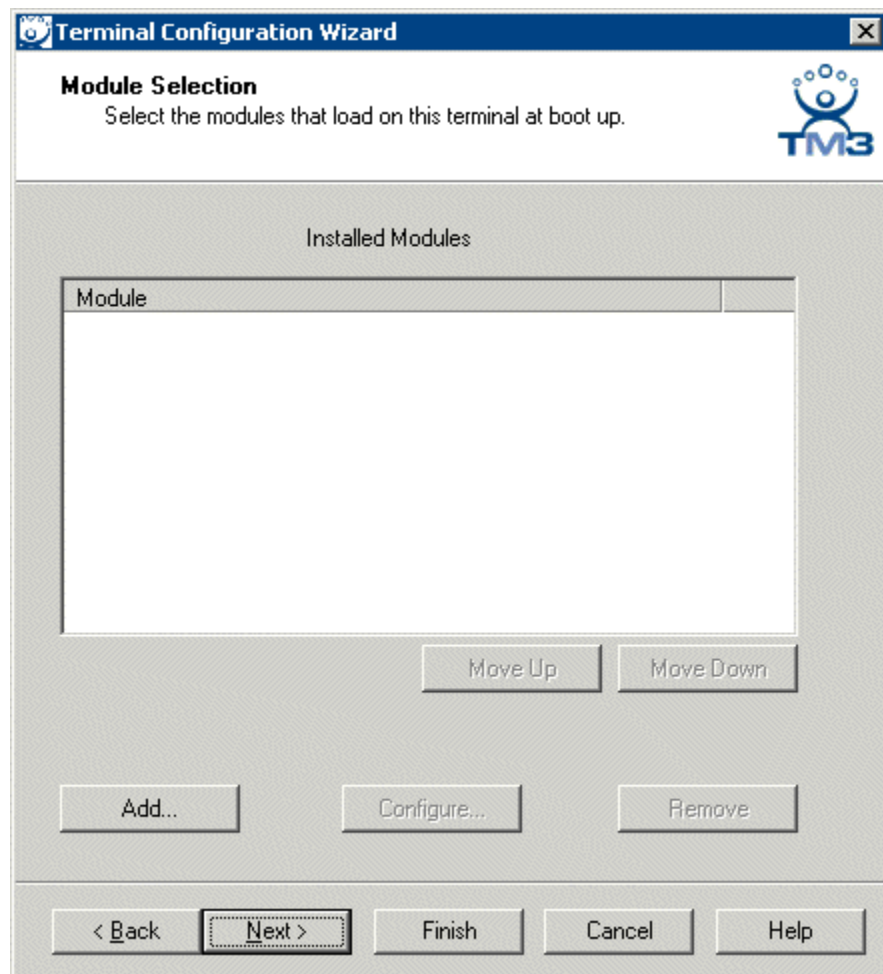 Terminal Configuration Wizard
Module Selection
Select the modules that load on this terminal at boot up.
TM3
Installed Modules
Module
Move Up Move Down
Add... Configure... Remove
< Back Next > Finish Cancel Help